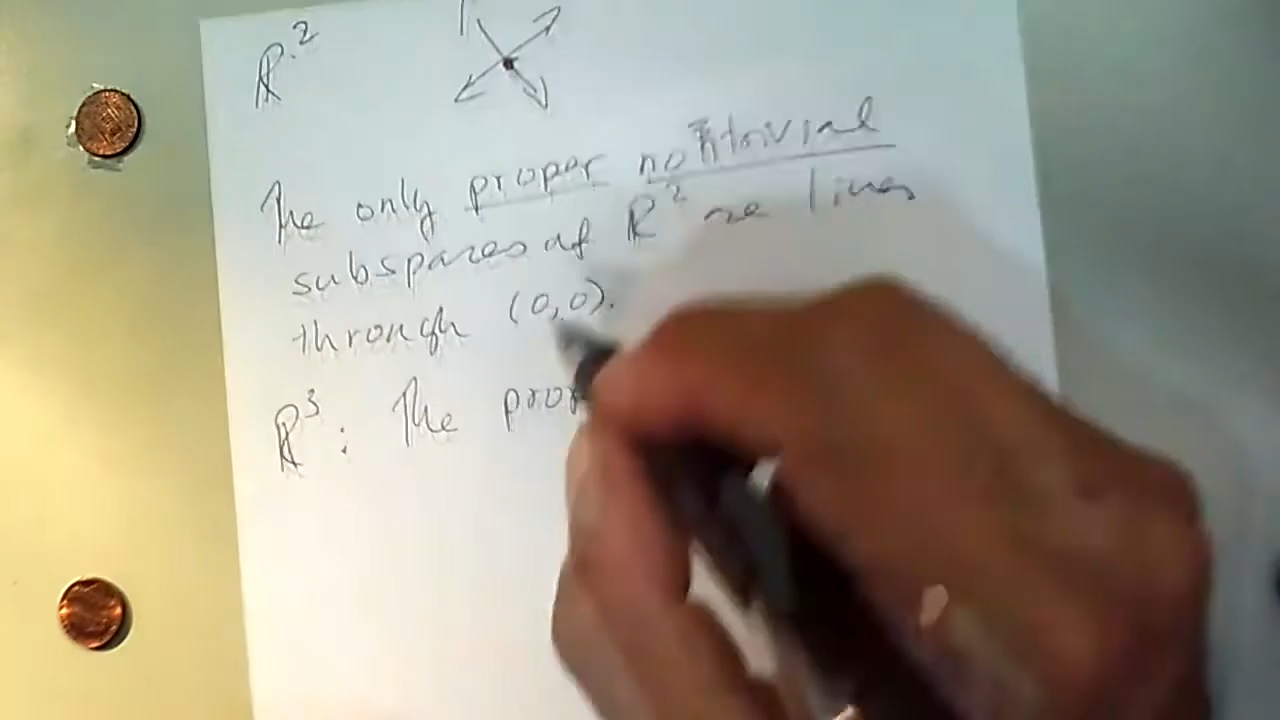 ℝ²
The only proper nontrivial
subspaces of ℝ² are lines
through (0,0).
ℝ³: The prop